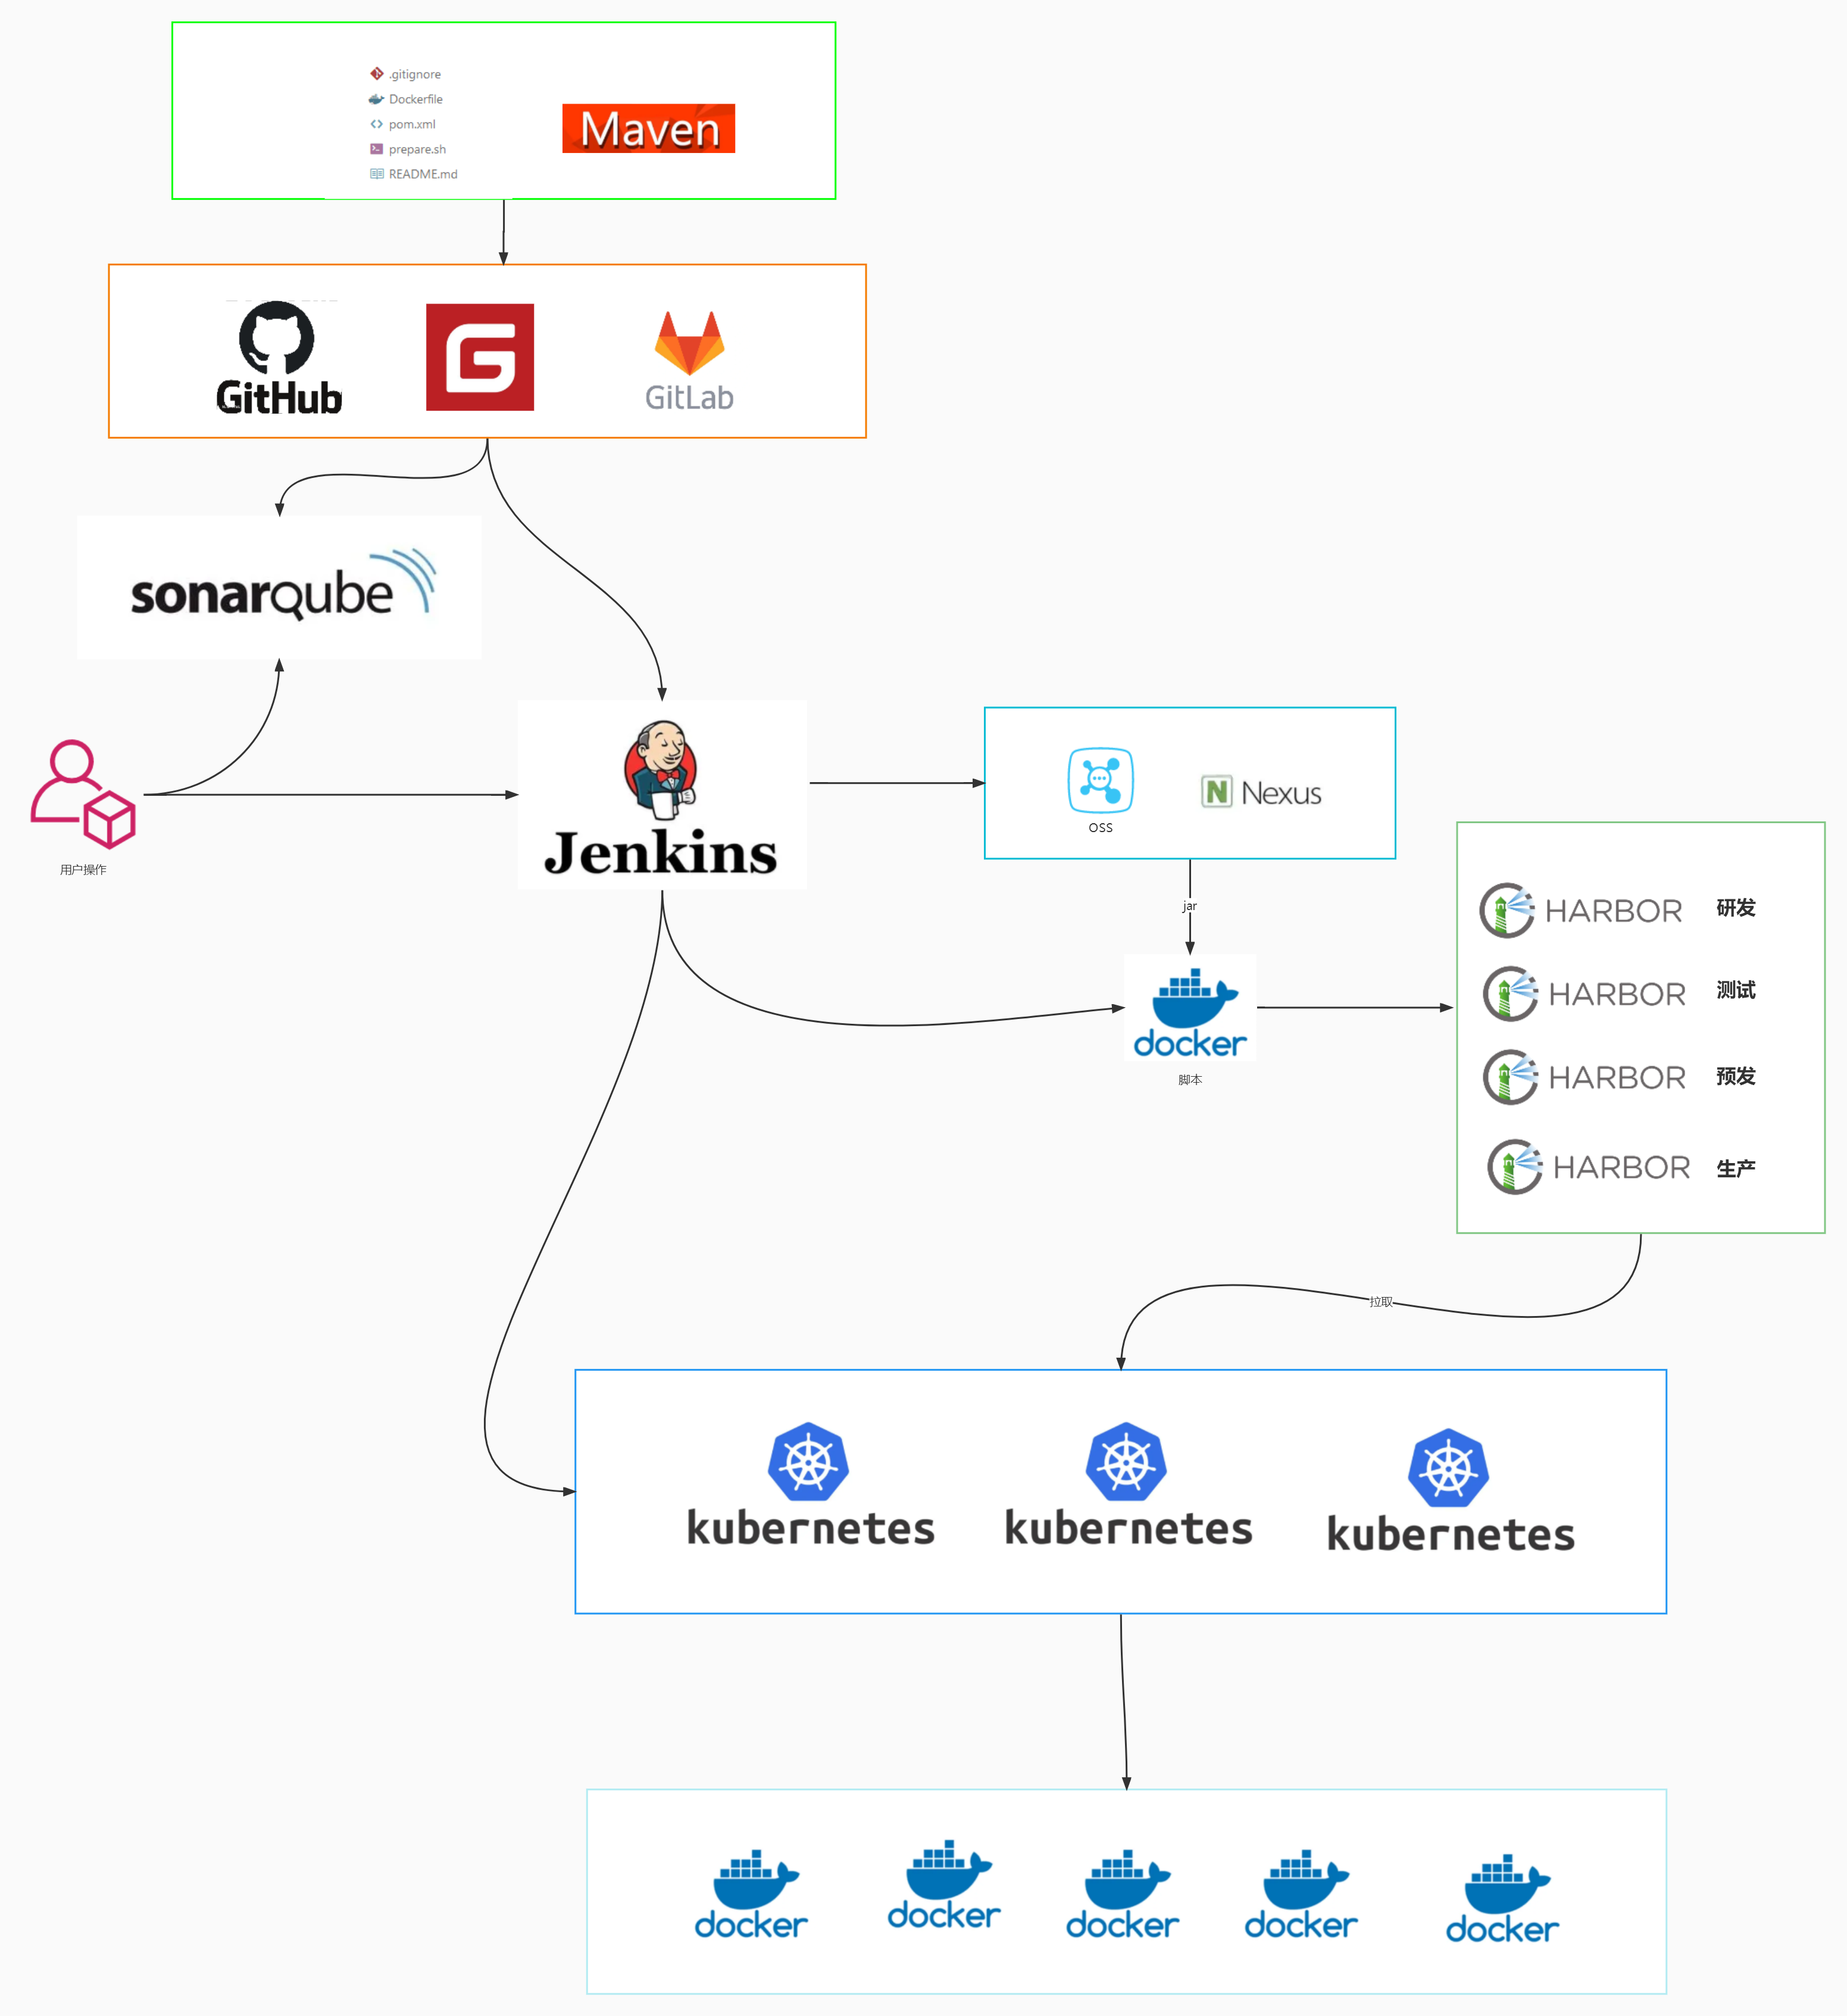 .gitignore
Dockerfile
pom.xml
prepare.sh
README.md
Maven
GitHub
G
GitLab
sonarqube
用户操作
Jenkins
OSS
N Nexus
jar
docker
脚本
HARBOR 研发
HARBOR 测试
HARBOR 预发
HARBOR 生产
拉取
kubernetes
kubernetes
kubernetes
docker
docker
docker
docker
docker